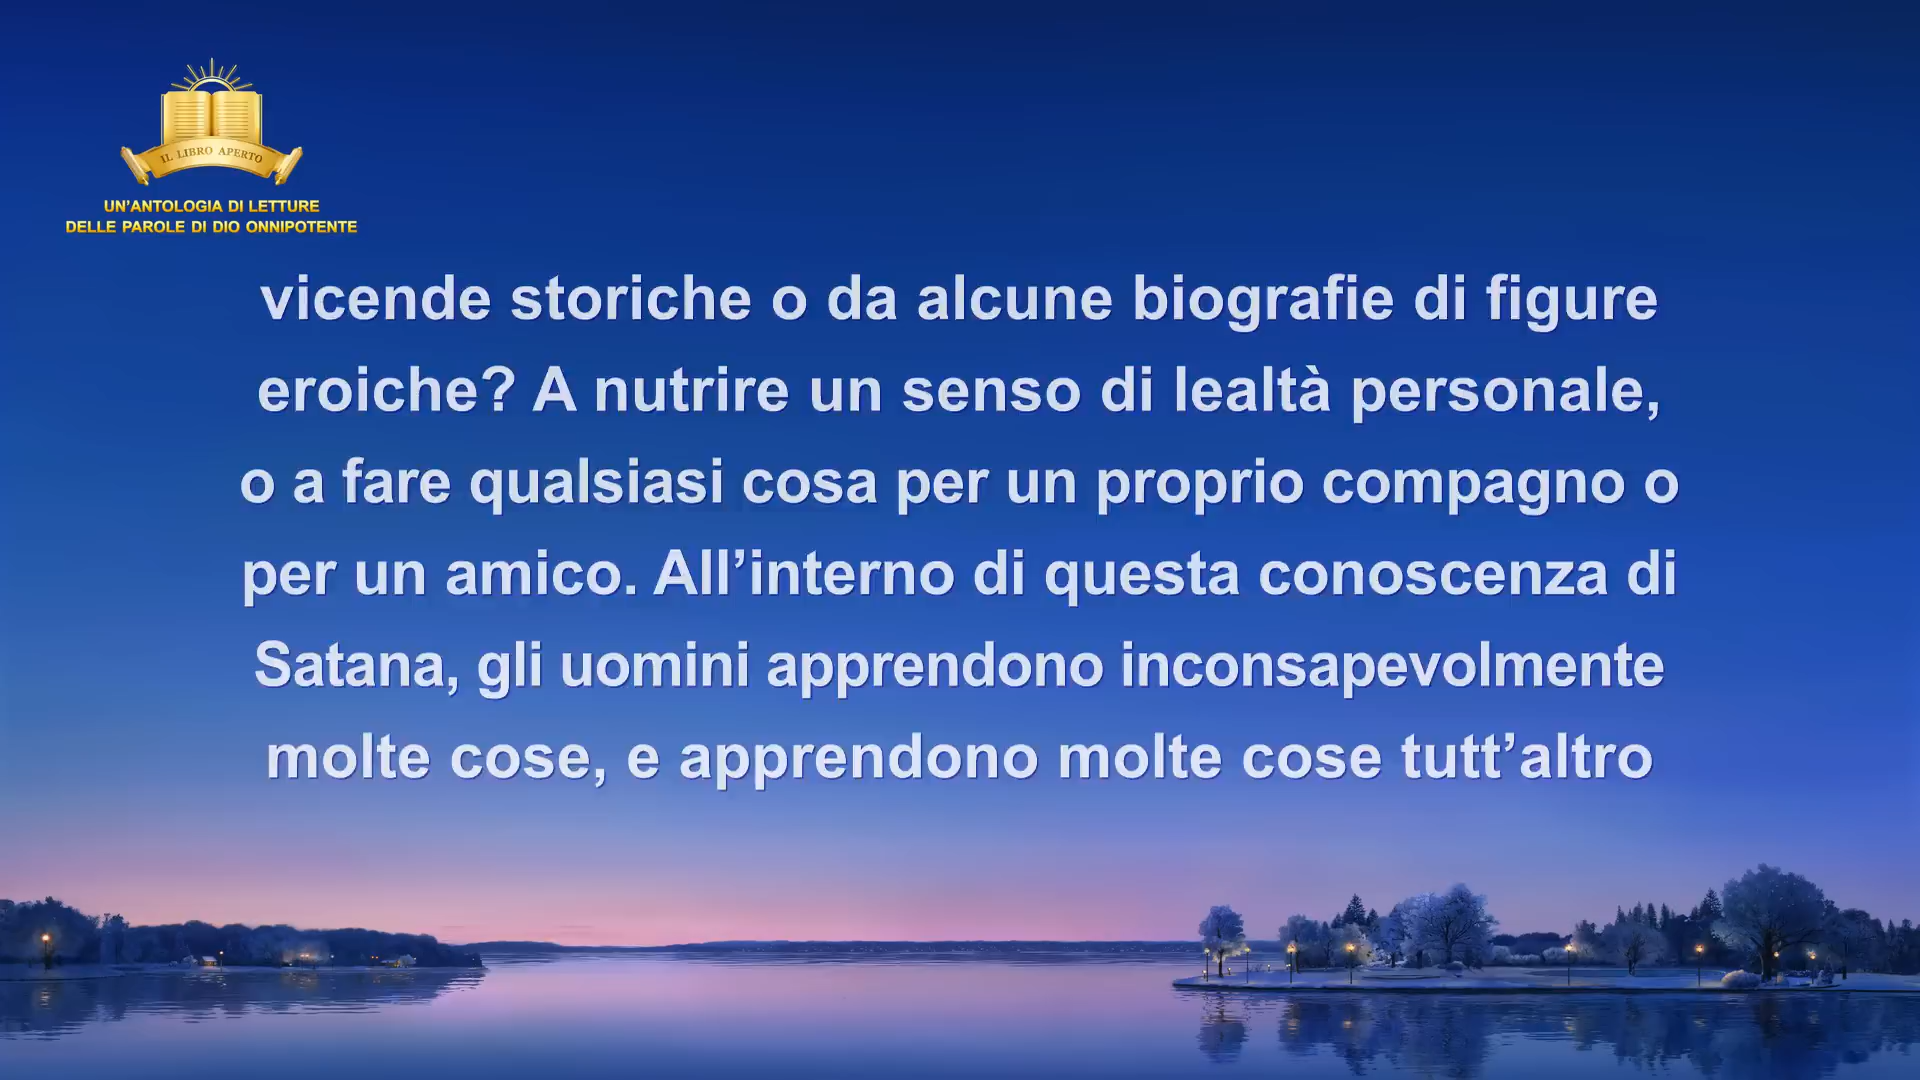 IL LIBRO APERTO
UN’ANTOLOGIA DI LETTURE
DELLE PAROLE DI DIO ONNIPOTENTE
vicende storiche o da alcune biografie di figure
eroiche? A nutrire un senso di lealtà personale,
o a fare qualsiasi cosa per un proprio compagno o
per un amico. All’interno di questa conoscenza di
Satana, gli uomini apprendono inconsapevolmente
molte cose, e apprendono molte cose tutt’altro